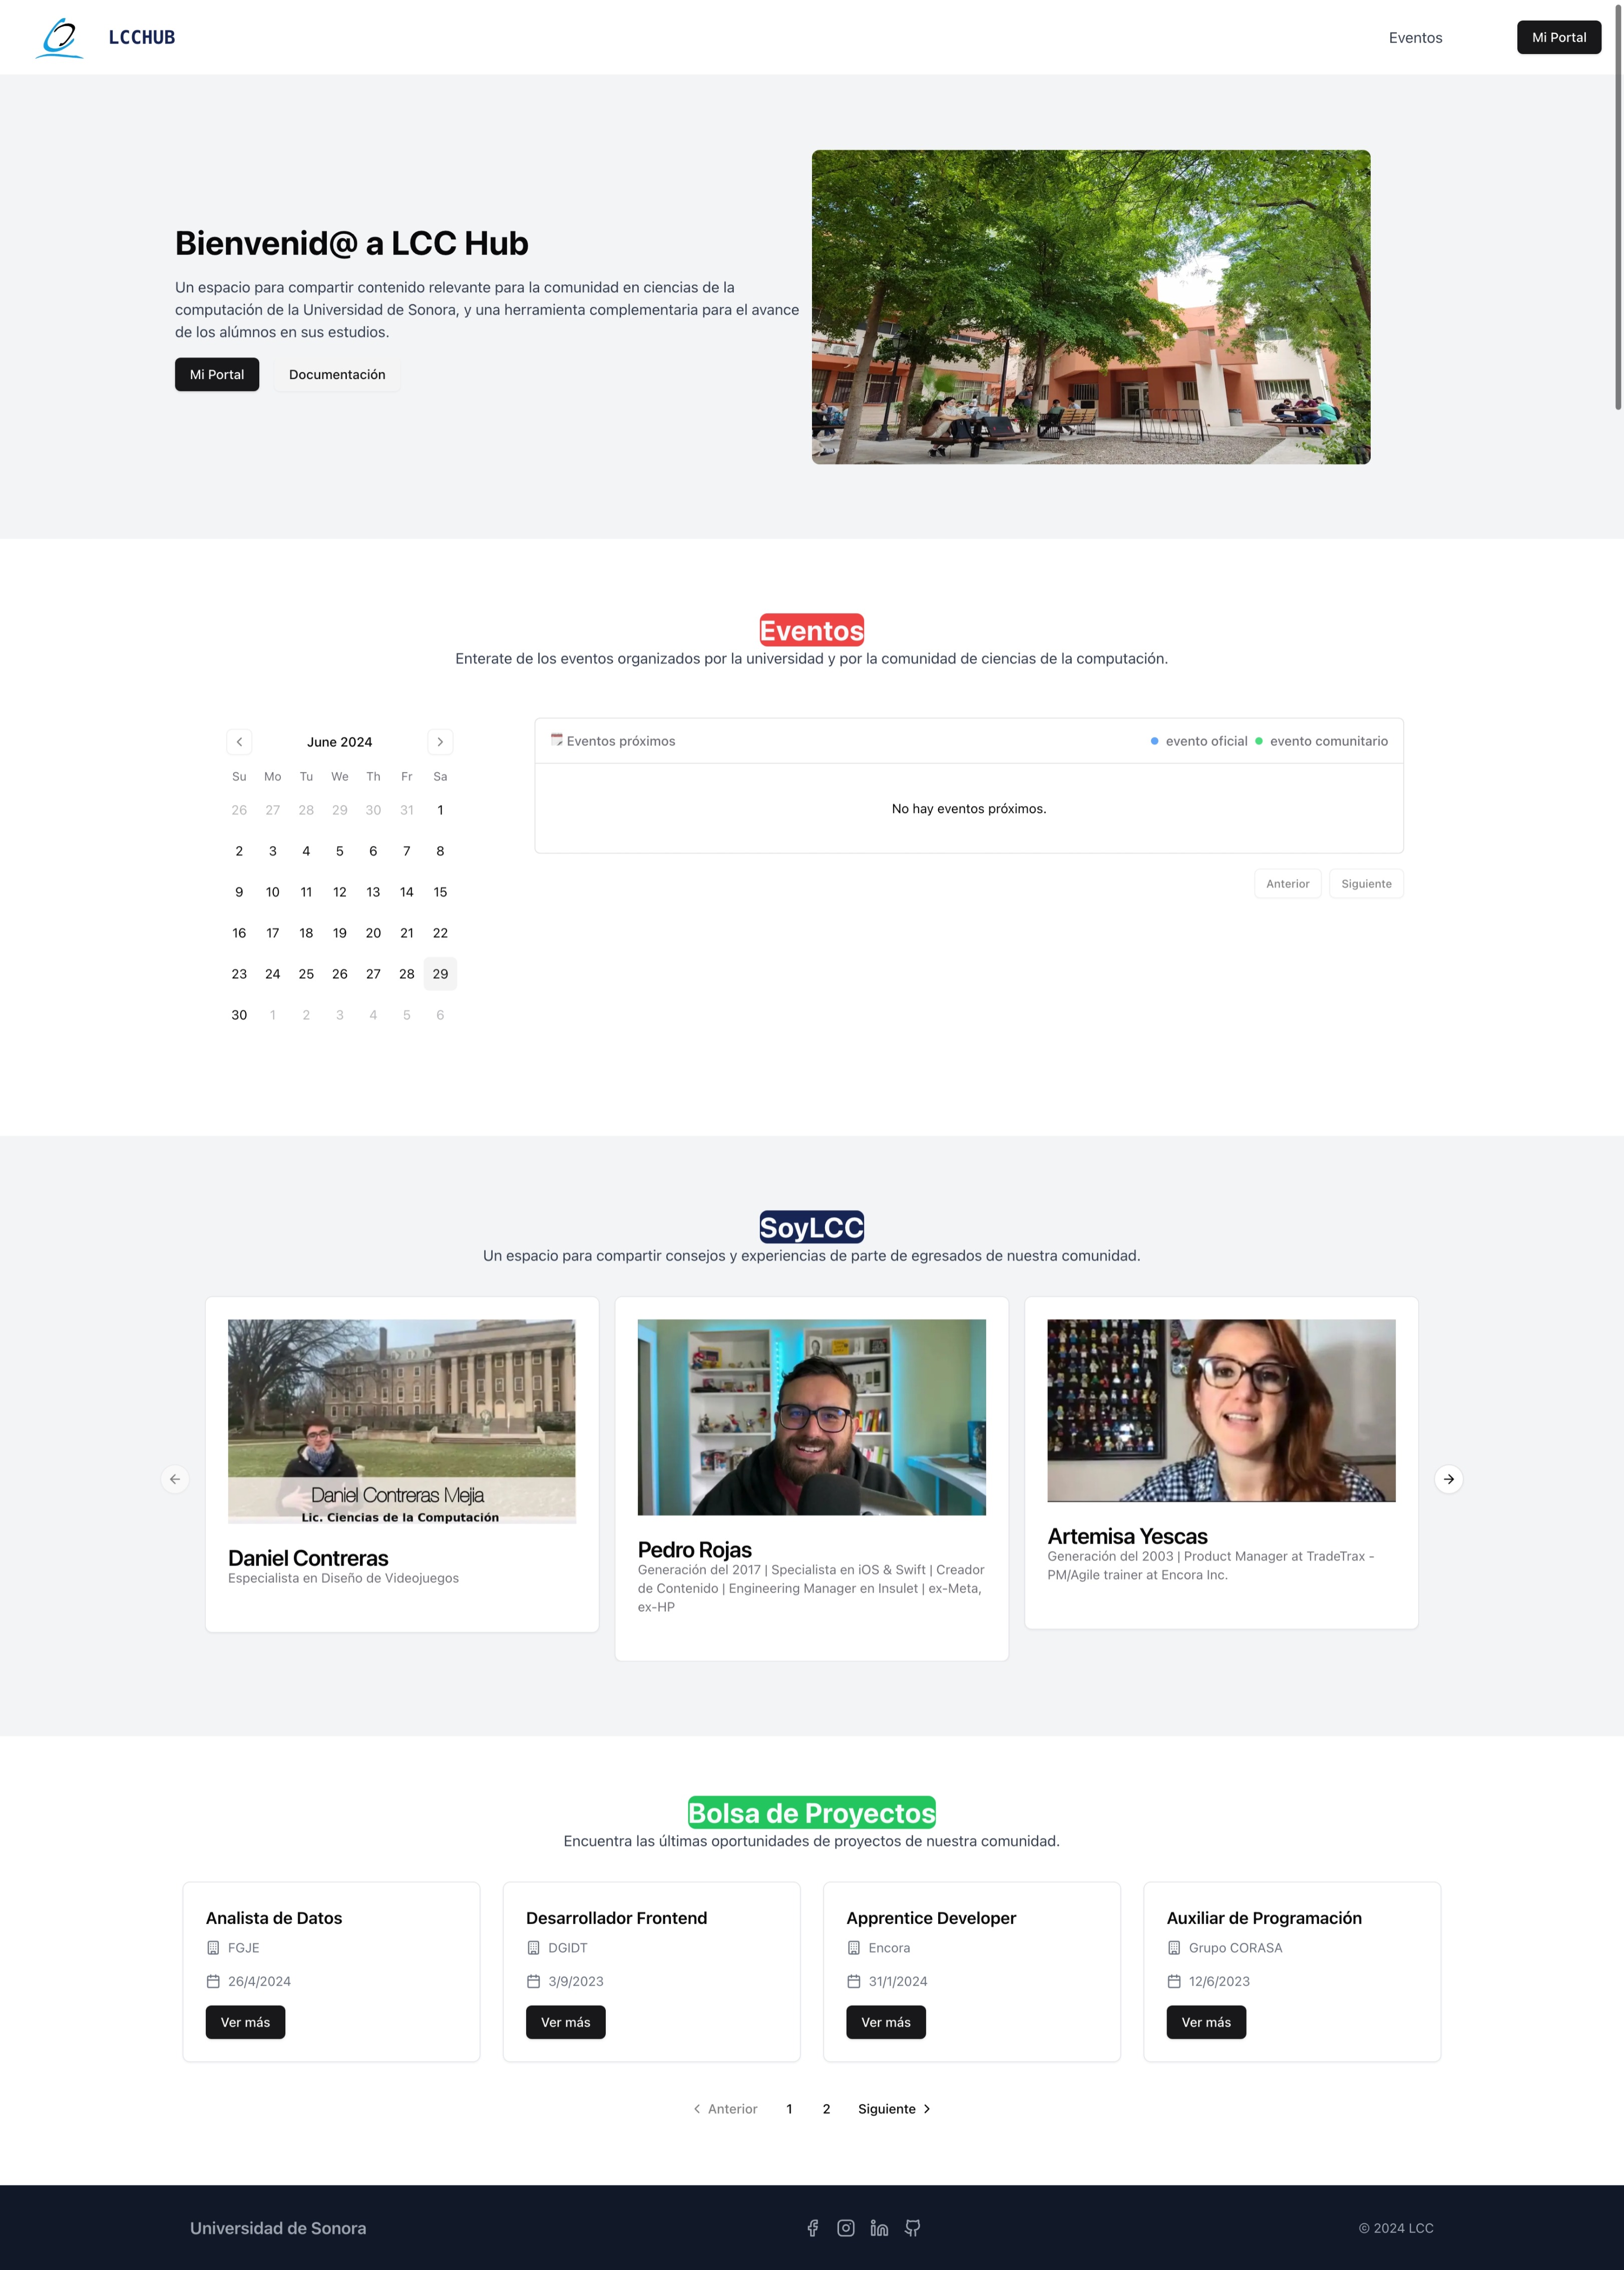 LCCHUB
Eventos
Mi Portal
Bienvenid@ a LCC Hub
Un espacio para compartir contenido relevante para la comunidad en ciencias de la
computación de la Universidad de Sonora, y una herramienta complementaria para el avance
de los alúmnos en sus estudios.
Mi Portal
Documentación
Eventos
Enterate de los eventos organizados por la universidad y por la comunidad de ciencias de la computación.
June 2024
Su Mo Tu We Th Fr Sa
26 27 28 29 30 31 1
2 3 4 5 6 7 8
9 10 11 12 13 14 15
16 17 18 19 20 21 22
23 24 25 26 27 28 29
30 1 2 3 4 5 6
Eventos próximos
evento oficial evento comunitario
No hay eventos próximos.
Anterior Siguiente
SoyLCC
Un espacio para compartir consejos y experiencias de parte de egresados de nuestra comunidad.
Daniel Contreras Mejia
Lic. Ciencias de la Computación
Daniel Contreras
Especialista en Diseño de Videojuegos
Pedro Rojas
Generación del 2017 | Specialista en iOS & Swift | Creador
de Contenido | Engineering Manager en Insulet | ex-Meta,
ex-HP
Artemisa Yescas
Generación del 2003 | Product Manager at TradeTrax -
PM/Agile trainer at Encora Inc.
Bolsa de Proyectos
Encuentra las últimas oportunidades de proyectos de nuestra comunidad.
Analista de Datos
FGJE
26/4/2024
Ver más
Desarrollador Frontend
DGIDT
3/9/2023
Ver más
Apprentice Developer
Encora
31/1/2024
Ver más
Auxiliar de Programación
Grupo CORASA
12/6/2023
Ver más
Anterior 1 2 Siguiente
Universidad de Sonora
© 2024 LCC